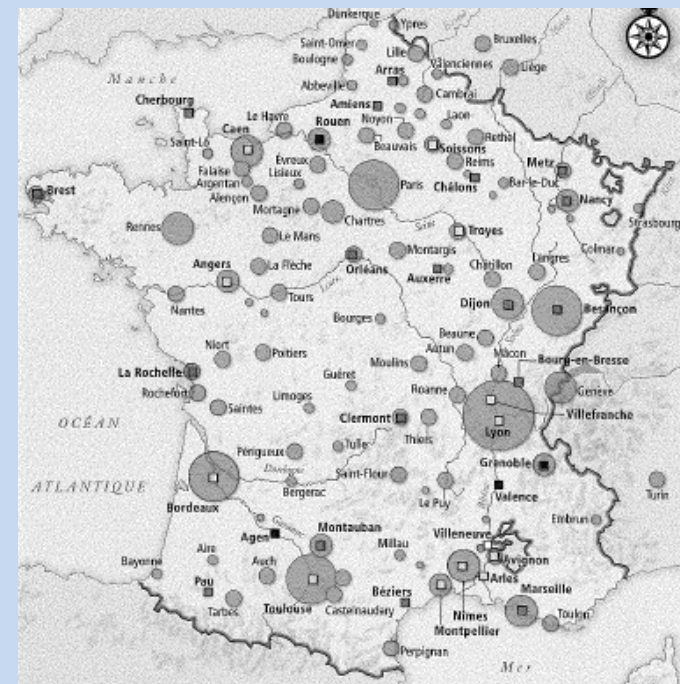 Dunkerque
Ypres
Saint-Omer
Lille
Bruxelles
Boulogne
Valenciennes
Liège
Manche
Arras
Abbeville
Cambrai
Cherbourg
Amiens
Le Havre
Rouen
Noyon
Laon
Caen
Soissons
Rethel
Saint-Lô
Beauvais
Reims
Metz
Évreux
Falaise
Lisieux
Châlons
Bar-le-Duc
Brest
Argentan
Paris
Nancy
Alençon
Strasbourg
Mortagne
Chartres
Rennes
Troyes
Le Mans
Montargis
Colmar
Angers
La Flèche
Orléans
Langres
Auxerre
Châtillon
Loire
Nantes
Tours
Dijon
Besançon
Bourges
Beaune
Niort
Poitiers
Autun
Mâcon
Moulins
Bourg-en-Bresse
La Rochelle
Guéret
Rochefort
Roanne
Genève
Saintes
Limoges
Villefranche
OCÉAN
Clermont
Thiers
Lyon
Tulle
Périgueux
Grenoble
Dordogne
Saint-Flour
ATLANTIQUE
Bergerac
Turin
Le Puy
Valence
Bordeaux
Embrun
Montauban
Villeneuve
Agen
Aire
Millau
Avignon
Bayonne
Auch
Arles
Pau
Béziers
Marseille
Tarbes
Toulouse
Castelnaudary
Nîmes
Toulon
Montpellier
Perpignan
Mer